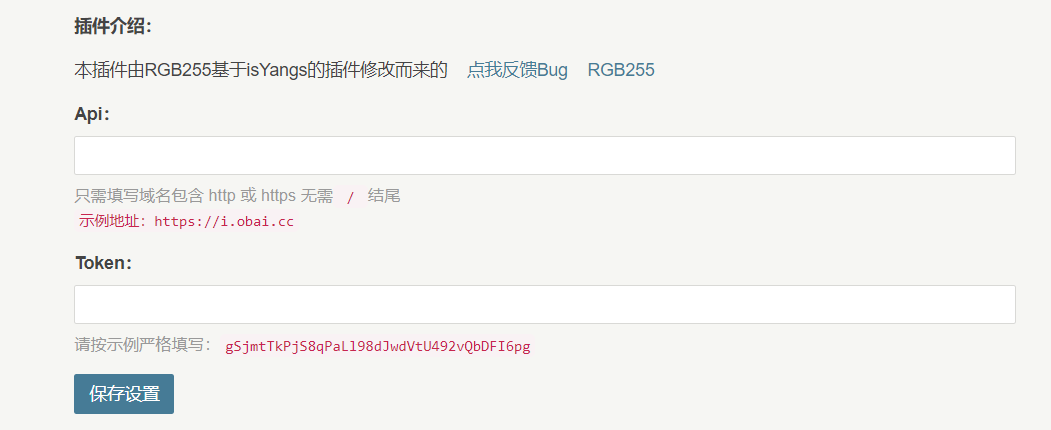 插件介绍：
本插件由RGB255基于isYangs的插件修改而来的 点我反馈Bug RGB255
Api：
只需填写域名包含 http 或 https 无需 / 结尾
示例地址：https://i.obai.cc
Token：
请按示例严格填写：gSjmtTkPjS8qPaLl98dJwdVtU492vQbDFI6pg
保存设置